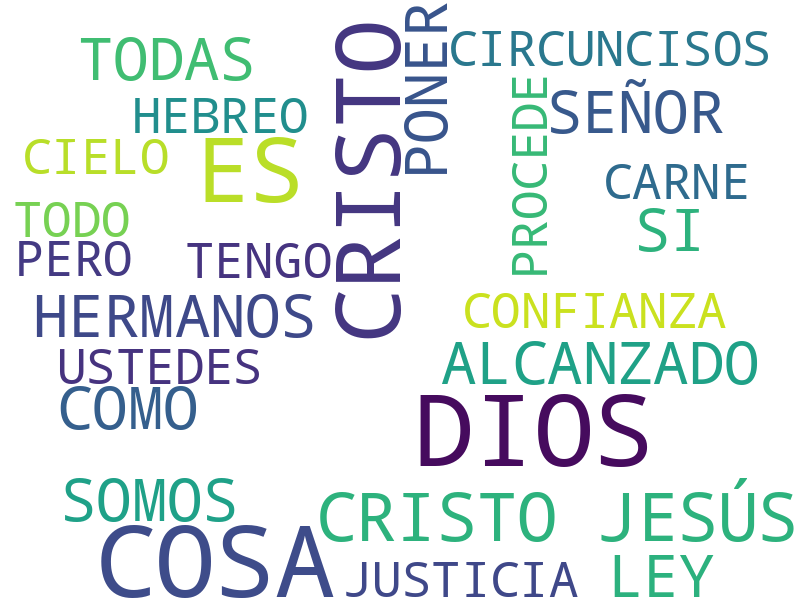 PONER
CRISTO
CIRCUNCISOS
TODAS
PROCEDE
SEÑOR
HEBREO
CIELO
ES
CARNE
TODO
SI
PERO
TENGO
HERMANOS
CONFIANZA
USTEDES
ALCANZADO
COMO
DIOS
SOMOS
CRISTO JESÚS
COSA
JUSTICIA
LEY